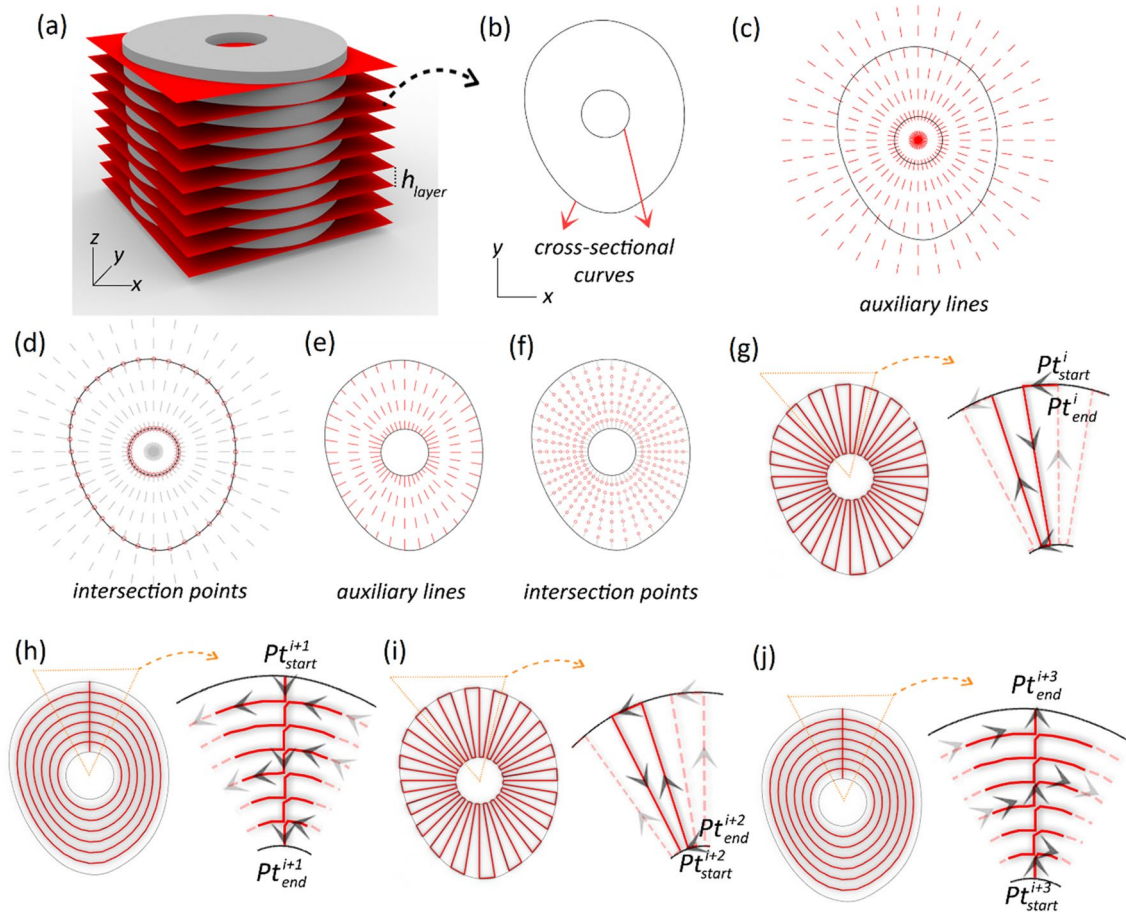 (a)
h_layer
z
y
x
(b)
cross-sectional
curves
y
x
(c)
auxiliary lines
(d)
intersection points
(e)
auxiliary lines
(f)
intersection points
(g)
Pt^i_start
Pt^i_end
(h)
Pt^{i+1}_start
Pt^{i+1}_end
(i)
Pt^{i+2}_end
Pt^{i+2}_start
(j)
Pt^{i+3}_end
Pt^{i+3}_start